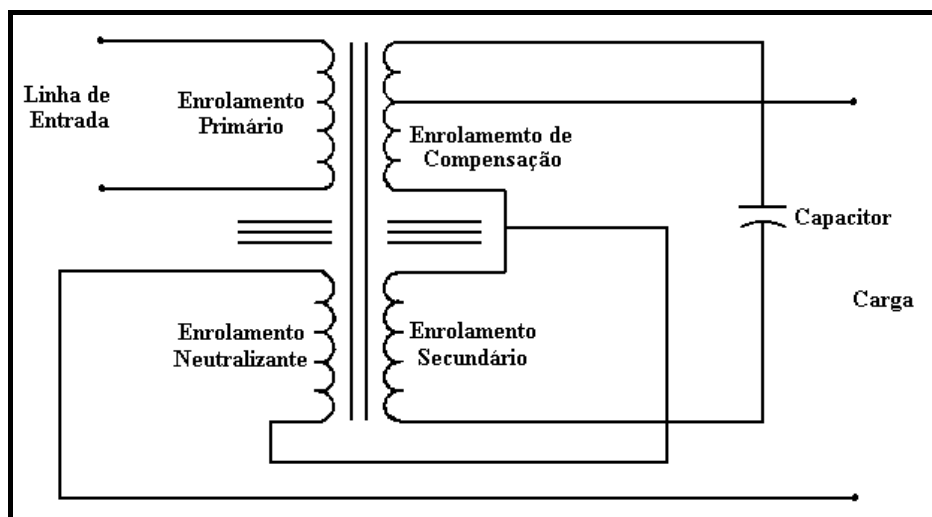 Linha de
Entrada
Enrolamento
Primário
Enrolamemto de
Compensação
Capacitor
Carga
Enrolamento
Neutralizante
Enrolamento
Secundário